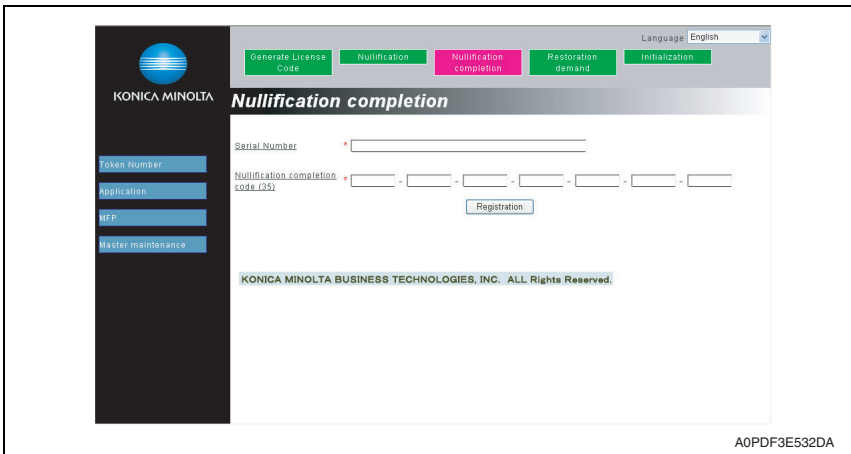 Language English
Generate License
Code
Nullification
Nullification
completion
Restoration
demand
Initialization
KONICA MINOLTA
Nullification completion
Serial Number *
Token Number
Nullification completion
code (35) * - - - - - -
Application
Registration
MFP
Master maintenance
KONICA MINOLTA BUSINESS TECHNOLOGIES, INC. ALL Rights Reserved.
A0PDF3E532DA